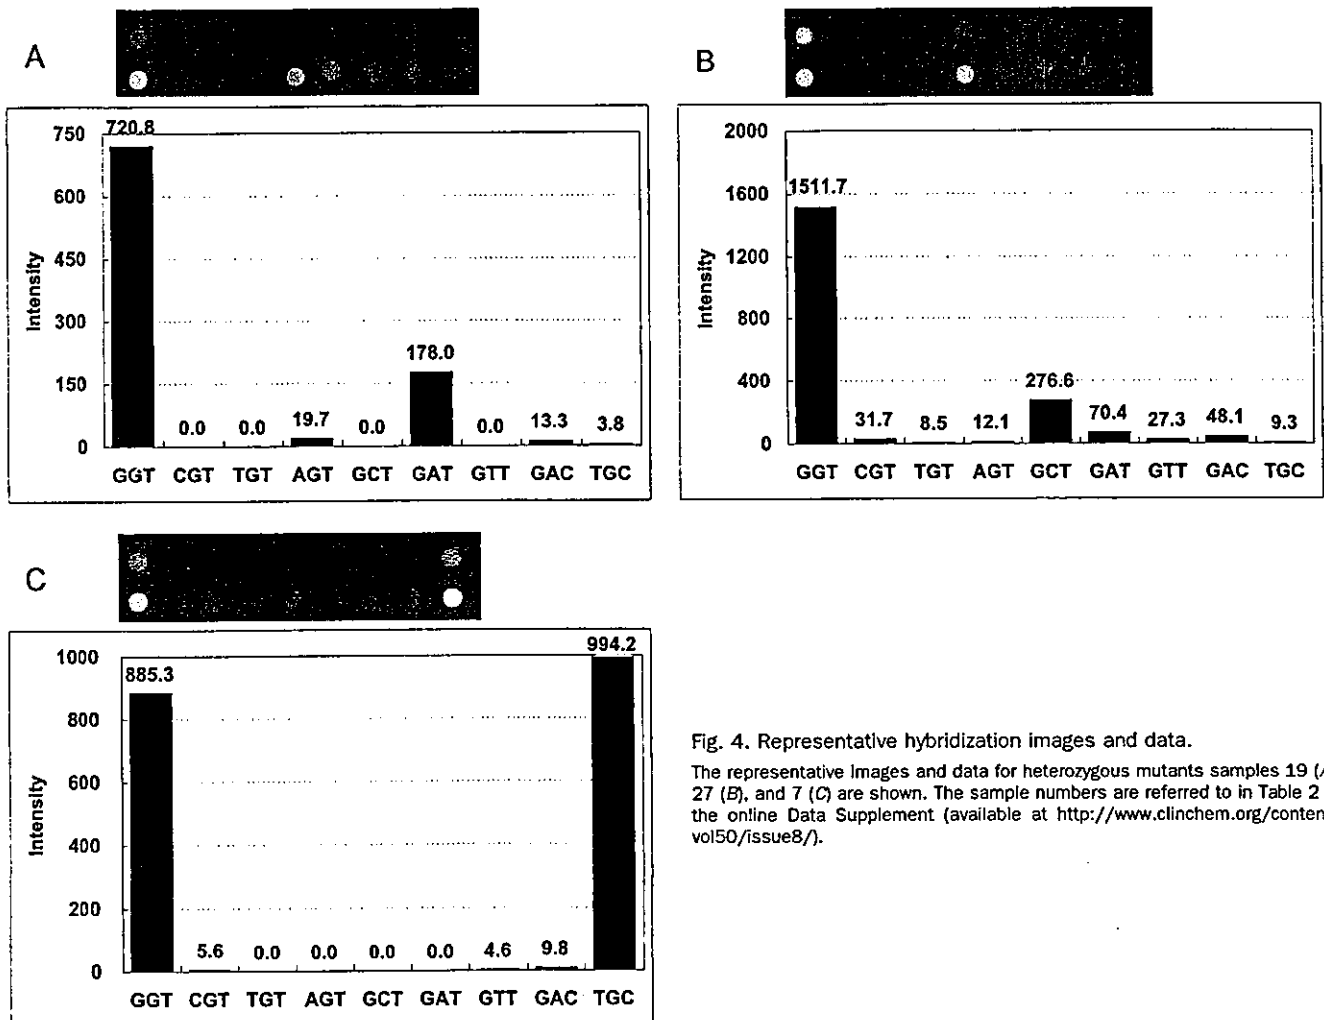 A
750
720.8
600
450
300
150
0
Intensity
178.0
0.0 0.0 19.7 0.0 0.0 13.3 3.8
GGT CGT TGT AGT GCT GAT GTT GAC TGC
B
2000
1600
1511.7
1200
800
400
0
Intensity
276.6
31.7 8.5 12.1 70.4 27.3 48.1 9.3
GGT CGT TGT AGT GCT GAT GTT GAC TGC
C
1000
994.2
885.3
800
600
400
200
0
Intensity
5.6 0.0 0.0 0.0 0.0 4.6 9.8
GGT CGT TGT AGT GCT GAT GTT GAC TGC
Fig. 4. Representative hybridization images and data.
The representative images and data for heterozygous mutants samples 19 (
27 (B), and 7 (C) are shown. The sample numbers are referred to in Table 2
the online Data Supplement (available at http://www.clinchem.org/conten
vol50/issue8/).